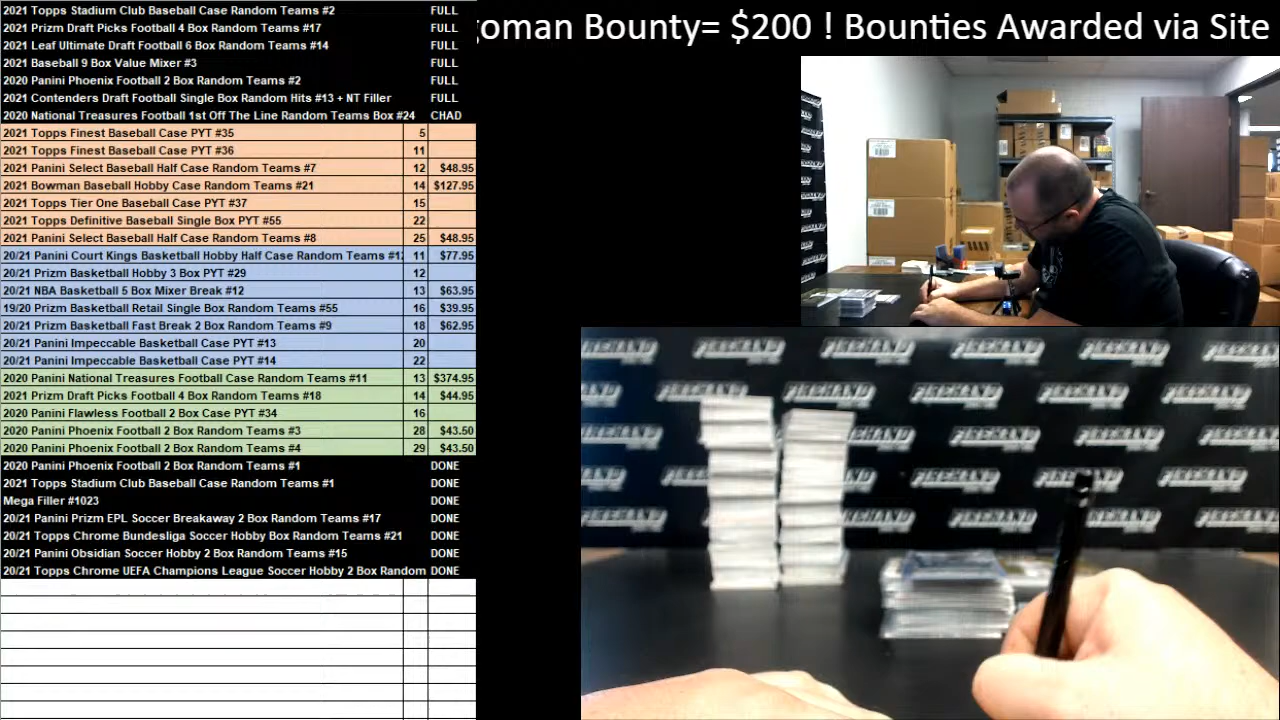 2021 Topps Stadium Club Baseball Case Random Teams #2 FULL
2021 Prizm Draft Picks Football 4 Box Random Teams #17 FULL
2021 Leaf Ultimate Draft Football 6 Box Random Teams #14 FULL
2021 Baseball 9 Box Value Mixer #3 FULL
2020 Panini Phoenix Football 2 Box Random Teams #2 FULL
2021 Contenders Draft Football Single Box Random Hits #13 + NT Filler FULL
2020 National Treasures Football 1st Off The Line Random Teams Box #24 CHAD
2021 Topps Finest Baseball Case PYT #35 5
2021 Topps Finest Baseball Case PYT #36 11
2021 Panini Select Baseball Half Case Random Teams #7 12 $48.95
2021 Bowman Baseball Hobby Case Random Teams #21 14 $127.95
2021 Topps Tier One Baseball Case PYT #37 15
2021 Topps Definitive Baseball Single Box PYT #55 22
2021 Panini Select Baseball Half Case Random Teams #8 25 $48.95
20/21 Panini Court Kings Basketball Hobby Half Case Random Teams #12 11 $77.95
20/21 Prizm Basketball Hobby 3 Box PYT #29 12
20/21 NBA Basketball 5 Box Mixer Break #12 13 $63.95
19/20 Prizm Basketball Retail Single Box Random Teams #55 16 $39.95
20/21 Prizm Basketball Fast Break 2 Box Random Teams #9 18 $62.95
20/21 Panini Impeccable Basketball Case PYT #13 20
20/21 Panini Impeccable Basketball Case PYT #14 22
2020 Panini National Treasures Football Case Random Teams #11 13 $374.95
2021 Prizm Draft Picks Football 4 Box Random Teams #18 14 $44.95
2020 Panini Flawless Football 2 Box Case PYT #34 16
2020 Panini Phoenix Football 2 Box Random Teams #3 28 $43.50
2020 Panini Phoenix Football 2 Box Random Teams #4 29 $43.50
2020 Panini Phoenix Football 2 Box Random Teams #1 DONE
2021 Topps Stadium Club Baseball Case Random Teams #1 DONE
Mega Filler #1023 DONE
20/21 Panini Prizm EPL Soccer Breakaway 2 Box Random Teams #17 DONE
20/21 Topps Chrome Bundesliga Soccer Hobby Box Random Teams #21 DONE
20/21 Panini Obsidian Soccer Hobby 2 Box Random Teams #15 DONE
20/21 Topps Chrome UEFA Champions League Soccer Hobby 2 Box Random DONE
goman Bounty= $200 ! Bounties Awarded via Site